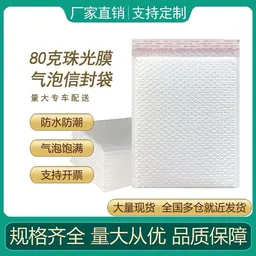 厂家直销 | 支持定制
80克珠光膜
气泡信封袋
量大专车配送
防水防潮
气泡饱满
支持开票
大量现货 全国多仓就近发货
规格齐全 量大从优 品质保障